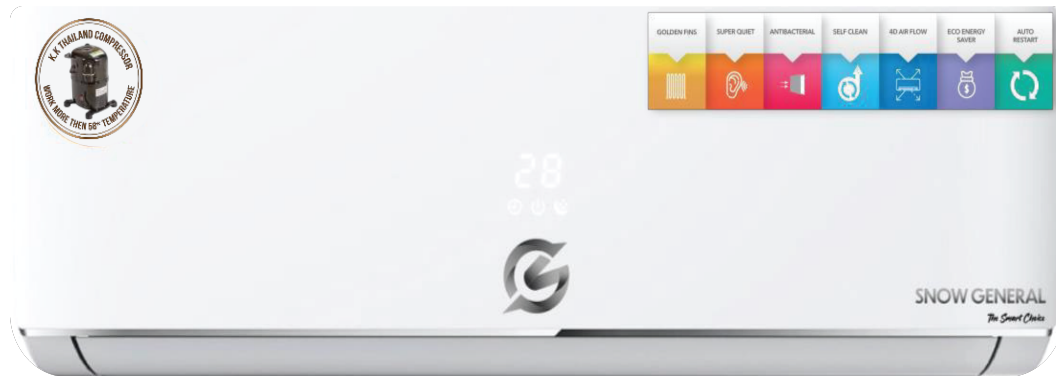 K.K THAILAND COMPRESSOR
WORK MORE THEN 68° TEMPERATURE
GOLDEN FINS
SUPER QUIET
ANTIBACTERIAL
SELF CLEAN
4D AIR FLOW
ECO ENERGY
SAVER
AUTO
RESTART
28
SNOW GENERAL
The Smart Choice